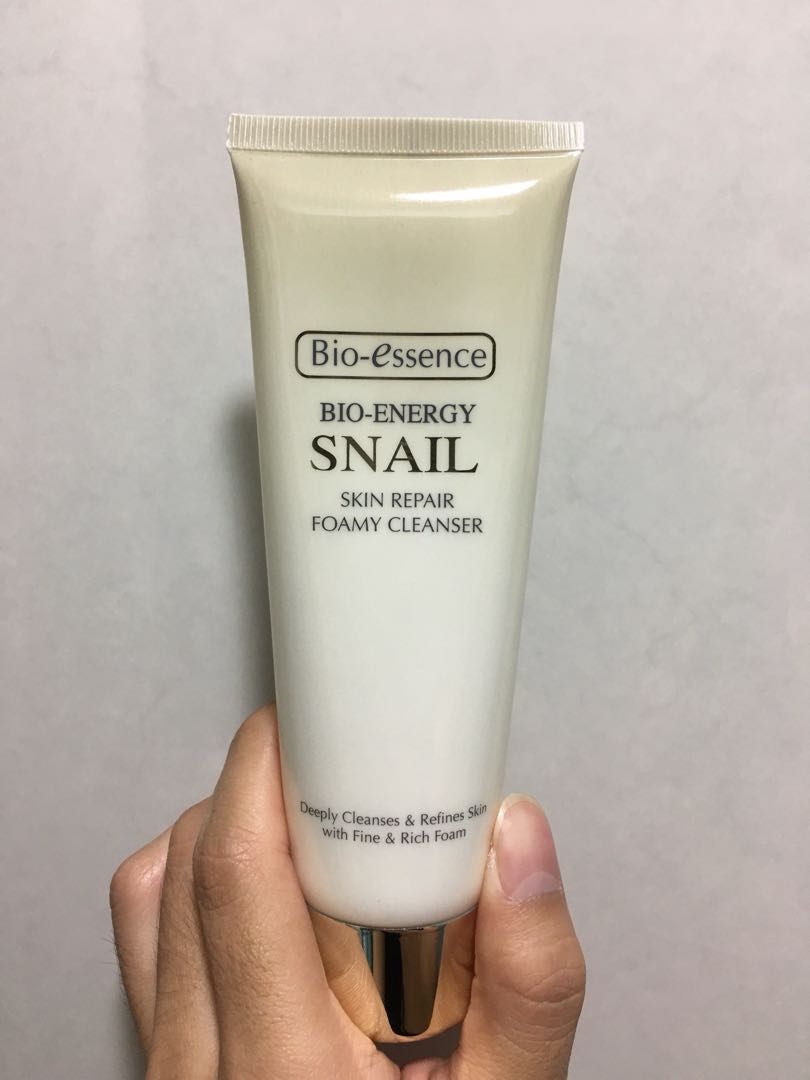 Bio-essence
BIO-ENERGY
SNAIL
SKIN REPAIR
FOAMY CLEANSER
Deeply Cleanses & Refines Skin
with Fine & Rich Foam